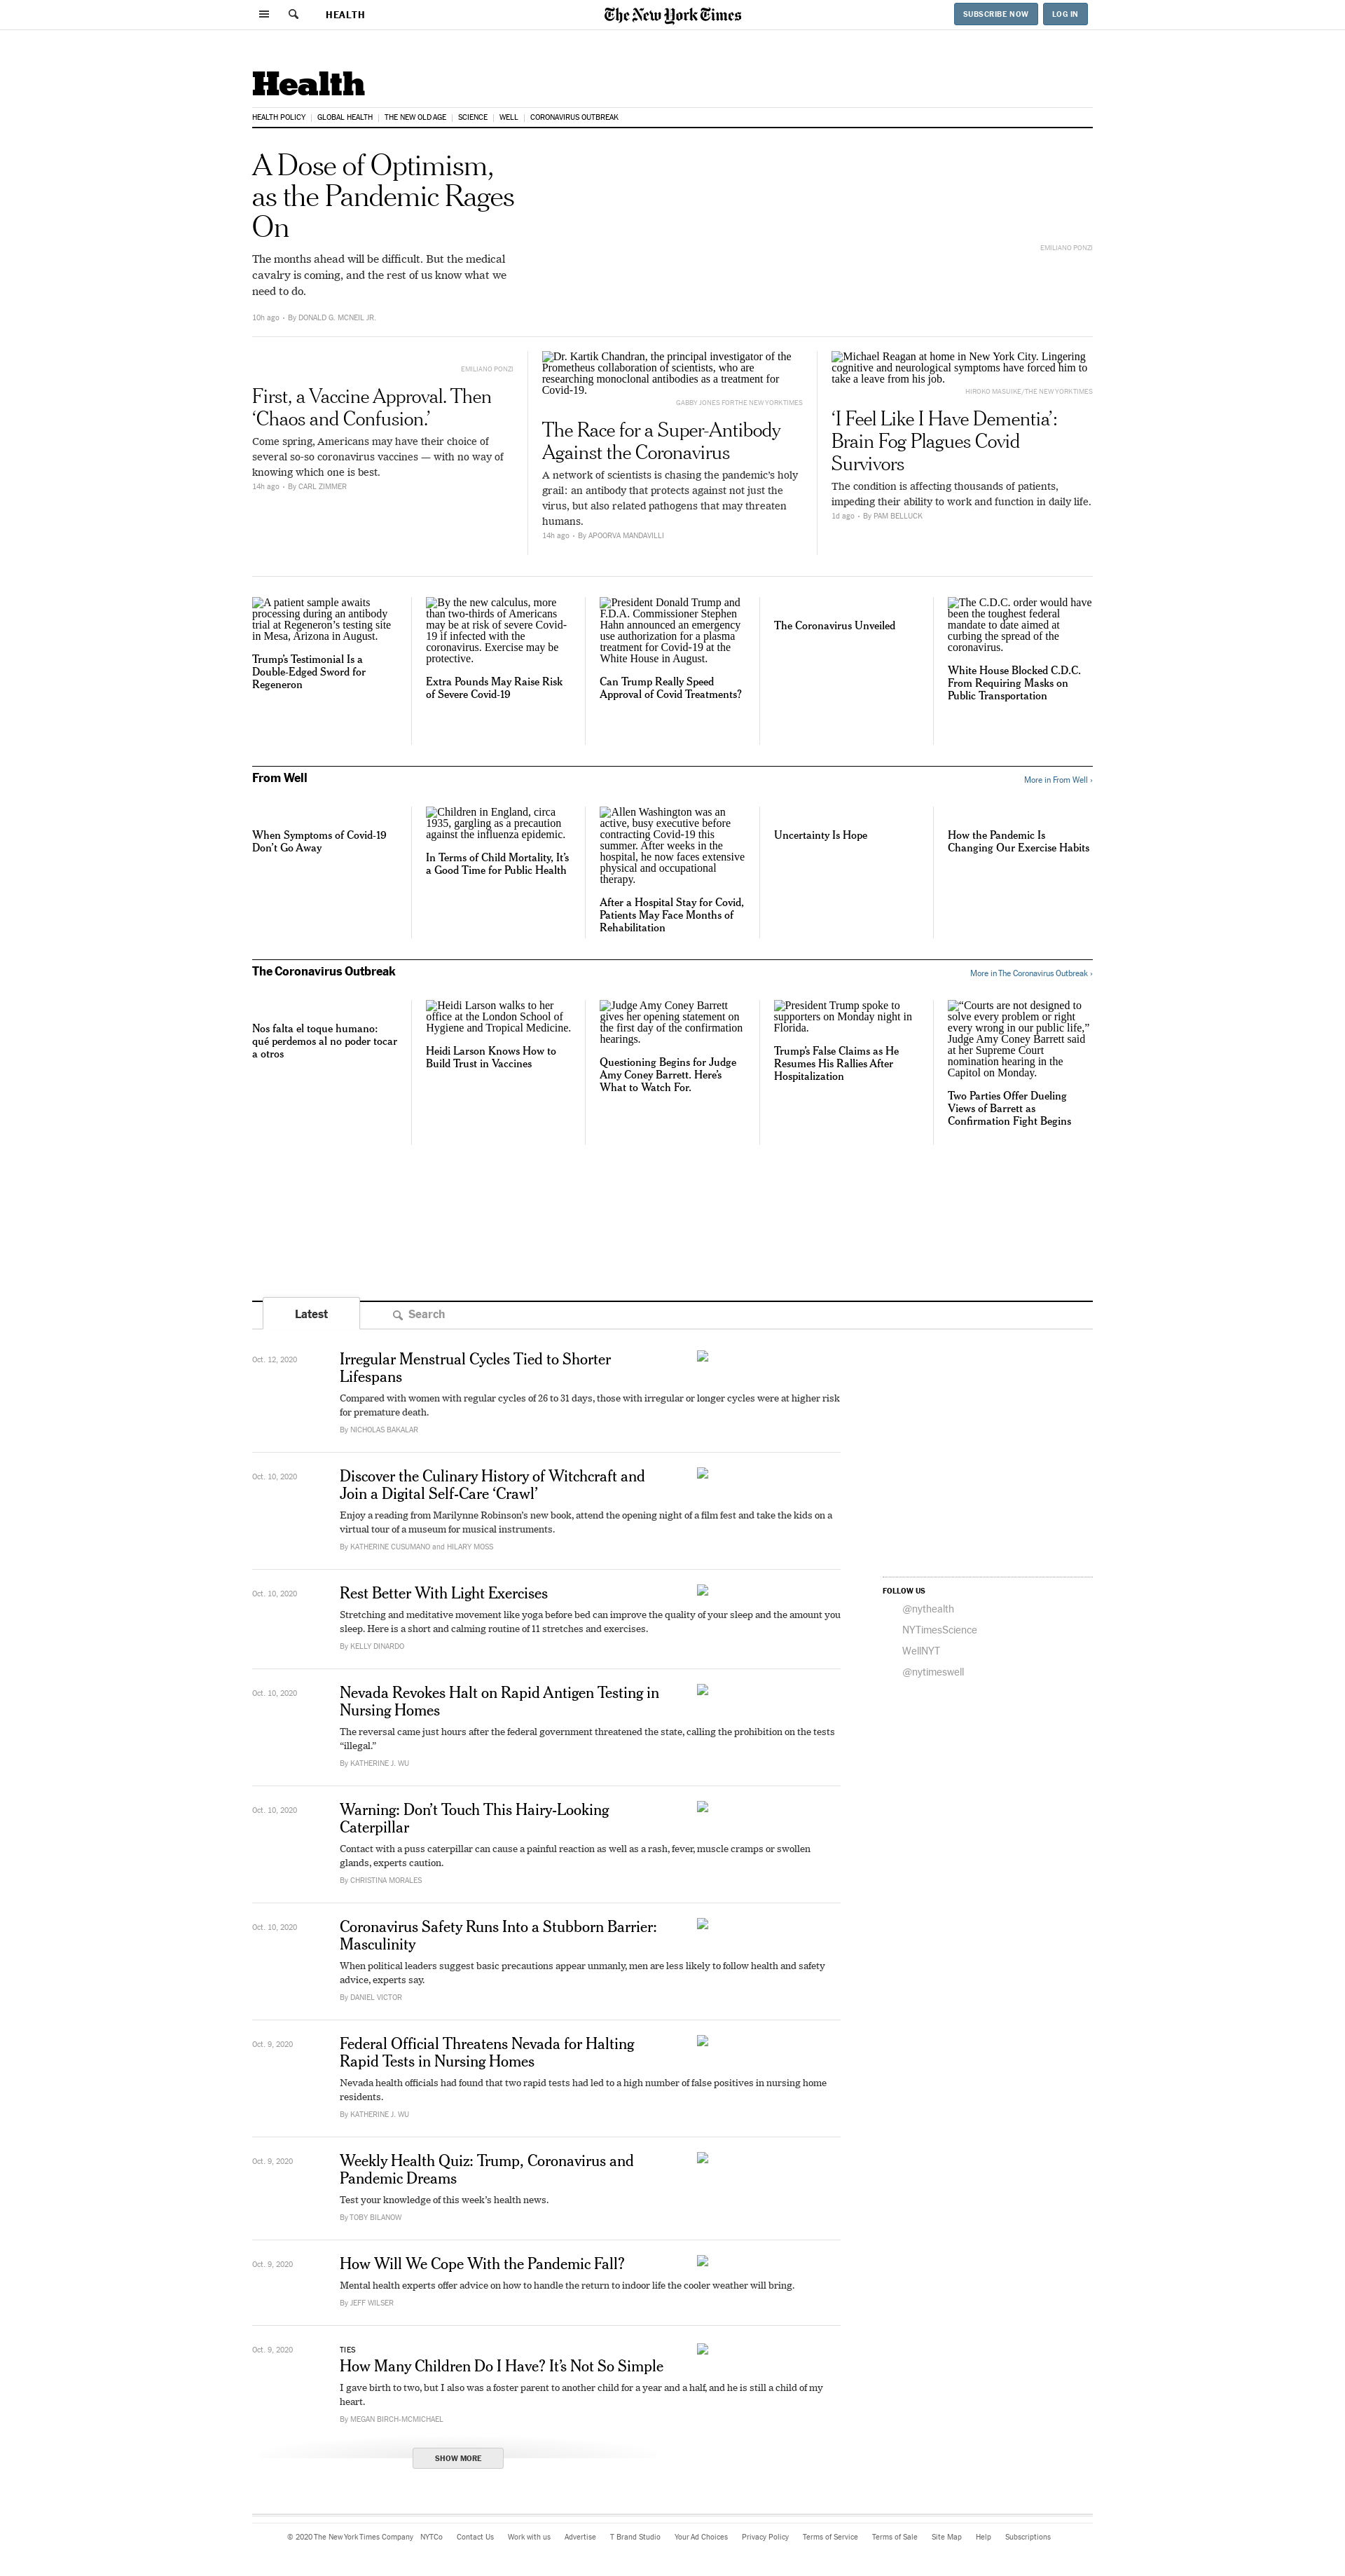 HEALTH
The New York Times
SUBSCRIBE NOW
LOG IN
Health
HEALTH POLICY
GLOBAL HEALTH
THE NEW OLD AGE
SCIENCE
WELL
CORONAVIRUS OUTBREAK
A Dose of Optimism,
as the Pandemic Rages
On
The months ahead will be difficult. But the medical
cavalry is coming, and the rest of us know what we
need to do.
10h ago • By DONALD G. MCNEIL JR.
EMILIANO PONZI
EMILIANO PONZI
First, a Vaccine Approval. Then
‘Chaos and Confusion.’
Come spring, Americans may have their choice of
several so-so coronavirus vaccines — with no way of
knowing which one is best.
14h ago • By CARL ZIMMER
Dr. Kartik Chandran, the principal investigator of the
Prometheus collaboration of scientists, who are
researching monoclonal antibodies as a treatment for
Covid-19.
GABBY JONES FOR THE NEW YORK TIMES
The Race for a Super-Antibody
Against the Coronavirus
A network of scientists is chasing the pandemic’s holy
grail: an antibody that protects against not just the
virus, but also related pathogens that may threaten
humans.
14h ago • By APOORVA MANDAVILLI
Michael Reagan at home in New York City. Lingering
cognitive and neurological symptoms have forced him to
take a leave from his job.
HIROKO MASUIKE/THE NEW YORK TIMES
‘I Feel Like I Have Dementia’:
Brain Fog Plagues Covid
Survivors
The condition is affecting thousands of patients,
impeding their ability to work and function in daily life.
1d ago • By PAM BELLUCK
A patient sample awaits
processing during an antibody
trial at Regeneron’s testing site
in Mesa, Arizona in August.
Trump’s Testimonial Is a
Double-Edged Sword for
Regeneron
By the new calculus, more
than two-thirds of Americans
may be at risk of severe Covid-
19 if infected with the
coronavirus. Exercise may be
protective.
Extra Pounds May Raise Risk
of Severe Covid-19
President Donald Trump and
F.D.A. Commissioner Stephen
Hahn announced an emergency
use authorization for a plasma
treatment for Covid-19 at the
White House in August.
Can Trump Really Speed
Approval of Covid Treatments?
The Coronavirus Unveiled
The C.D.C. order would have
been the toughest federal
mandate to date aimed at
curbing the spread of the
coronavirus.
White House Blocked C.D.C.
From Requiring Masks on
Public Transportation
From Well
More in From Well ›
When Symptoms of Covid-19
Don’t Go Away
Children in England, circa
1935, gargling as a precaution
against the influenza epidemic.
In Terms of Child Mortality, It’s
a Good Time for Public Health
Allen Washington was an
active, busy executive before
contracting Covid-19 this
summer. After weeks in the
hospital, he now faces extensive
physical and occupational
therapy.
After a Hospital Stay for Covid,
Patients May Face Months of
Rehabilitation
Uncertainty Is Hope
How the Pandemic Is
Changing Our Exercise Habits
The Coronavirus Outbreak
More in The Coronavirus Outbreak ›
Nos falta el toque humano:
qué perdemos al no poder tocar
a otros
Heidi Larson walks to her
office at the London School of
Hygiene and Tropical Medicine.
Heidi Larson Knows How to
Build Trust in Vaccines
Judge Amy Coney Barrett
gives her opening statement on
the first day of the confirmation
hearings.
Questioning Begins for Judge
Amy Coney Barrett. Here’s
What to Watch For.
President Trump spoke to
supporters on Monday night in
Florida.
Trump’s False Claims as He
Resumes His Rallies After
Hospitalization
“Courts are not designed to
solve every problem or right
every wrong in our public life,”
Judge Amy Coney Barrett said
at her Supreme Court
nomination hearing in the
Capitol on Monday.
Two Parties Offer Dueling
Views of Barrett as
Confirmation Fight Begins
Latest
Search
Oct. 12, 2020
Irregular Menstrual Cycles Tied to Shorter
Lifespans
Compared with women with regular cycles of 26 to 31 days, those with irregular or longer cycles were at higher risk
for premature death.
By NICHOLAS BAKALAR
Oct. 10, 2020
Discover the Culinary History of Witchcraft and
Join a Digital Self-Care ‘Crawl’
Enjoy a reading from Marilynne Robinson’s new book, attend the opening night of a film fest and take the kids on a
virtual tour of a museum for musical instruments.
By KATHERINE CUSUMANO and HILARY MOSS
Oct. 10, 2020
Rest Better With Light Exercises
Stretching and meditative movement like yoga before bed can improve the quality of your sleep and the amount you
sleep. Here is a short and calming routine of 11 stretches and exercises.
By KELLY DINARDO
Oct. 10, 2020
Nevada Revokes Halt on Rapid Antigen Testing in
Nursing Homes
The reversal came just hours after the federal government threatened the state, calling the prohibition on the tests
“illegal.”
By KATHERINE J. WU
Oct. 10, 2020
Warning: Don’t Touch This Hairy-Looking
Caterpillar
Contact with a puss caterpillar can cause a painful reaction as well as a rash, fever, muscle cramps or swollen
glands, experts caution.
By CHRISTINA MORALES
Oct. 10, 2020
Coronavirus Safety Runs Into a Stubborn Barrier:
Masculinity
When political leaders suggest basic precautions appear unmanly, men are less likely to follow health and safety
advice, experts say.
By DANIEL VICTOR
Oct. 9, 2020
Federal Official Threatens Nevada for Halting
Rapid Tests in Nursing Homes
Nevada health officials had found that two rapid tests had led to a high number of false positives in nursing home
residents.
By KATHERINE J. WU
Oct. 9, 2020
Weekly Health Quiz: Trump, Coronavirus and
Pandemic Dreams
Test your knowledge of this week’s health news.
By TOBY BILANOW
Oct. 9, 2020
How Will We Cope With the Pandemic Fall?
Mental health experts offer advice on how to handle the return to indoor life the cooler weather will bring.
By JEFF WILSER
Oct. 9, 2020
TIES
How Many Children Do I Have? It’s Not So Simple
I gave birth to two, but I also was a foster parent to another child for a year and a half, and he is still a child of my
heart.
By MEGAN BIRCH-MCMICHAEL
SHOW MORE
FOLLOW US
@nythealth
NYTimesScience
WellNYT
@nytimeswell
© 2020 The New York Times Company
NYTCo
Contact Us
Work with us
Advertise
T Brand Studio
Your Ad Choices
Privacy Policy
Terms of Service
Terms of Sale
Site Map
Help
Subscriptions